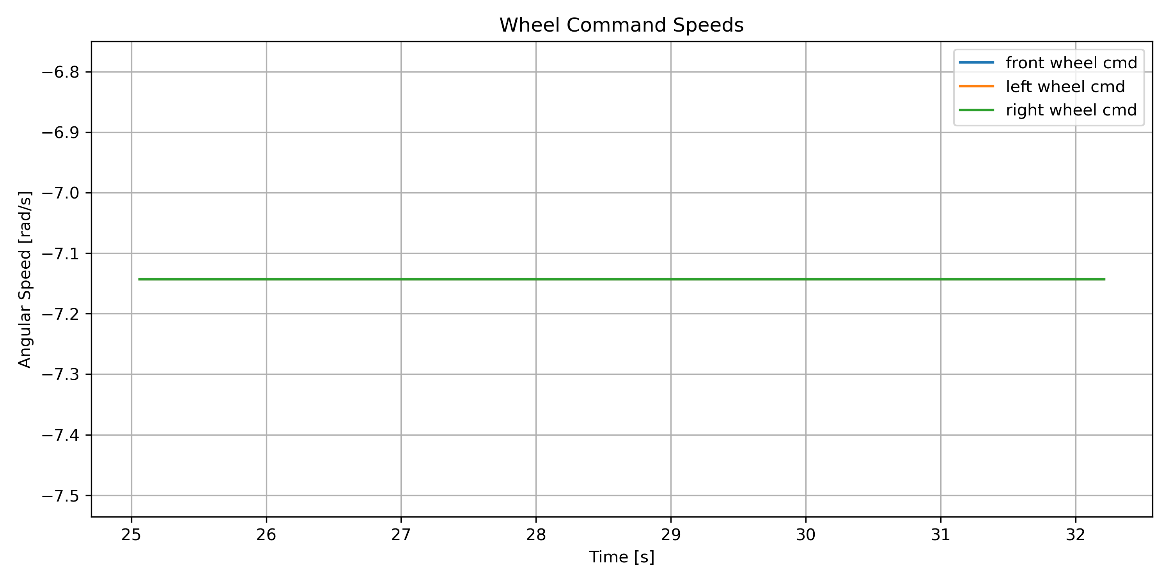 Wheel Command Speeds
front wheel cmd
left wheel cmd
right wheel cmd
−6.8
−6.9
−7.0
−7.1
−7.2
−7.3
−7.4
−7.5
Angular Speed [rad/s]
25 26 27 28 29 30 31 32
Time [s]